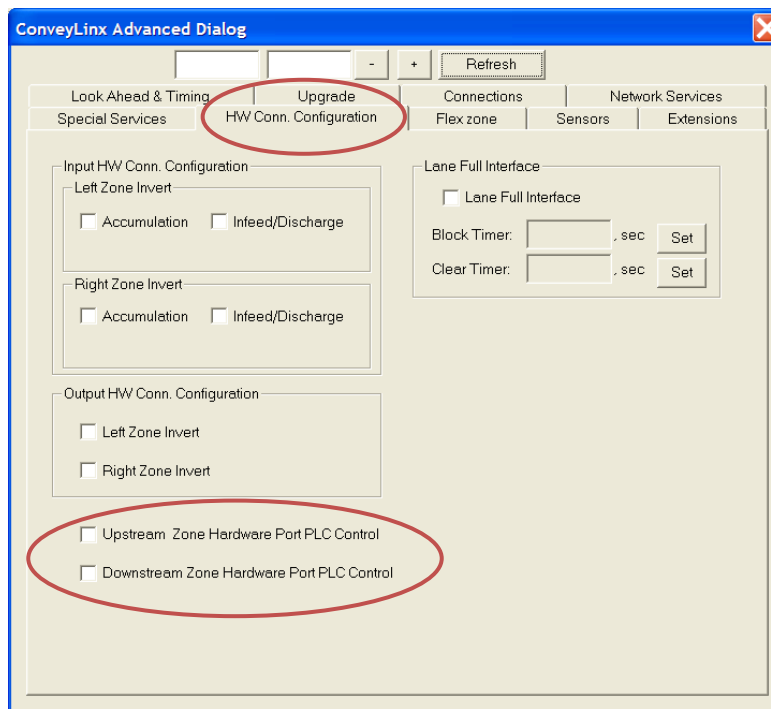 ConveyLinx Advanced Dialog
- + Refresh
Look Ahead & Timing Upgrade Connections Network Services
Special Services HW Conn. Configuration Flex zone Sensors Extensions
Input HW Conn. Configuration
Left Zone Invert
Accumulation Infeed/Discharge
Right Zone Invert
Accumulation Infeed/Discharge
Output HW Conn. Configuration
Left Zone Invert
Right Zone Invert
Upstream Zone Hardware Port PLC Control
Downstream Zone Hardware Port PLC Control
Lane Full Interface
Lane Full Interface
Block Timer: , sec Set
Clear Timer: , sec Set